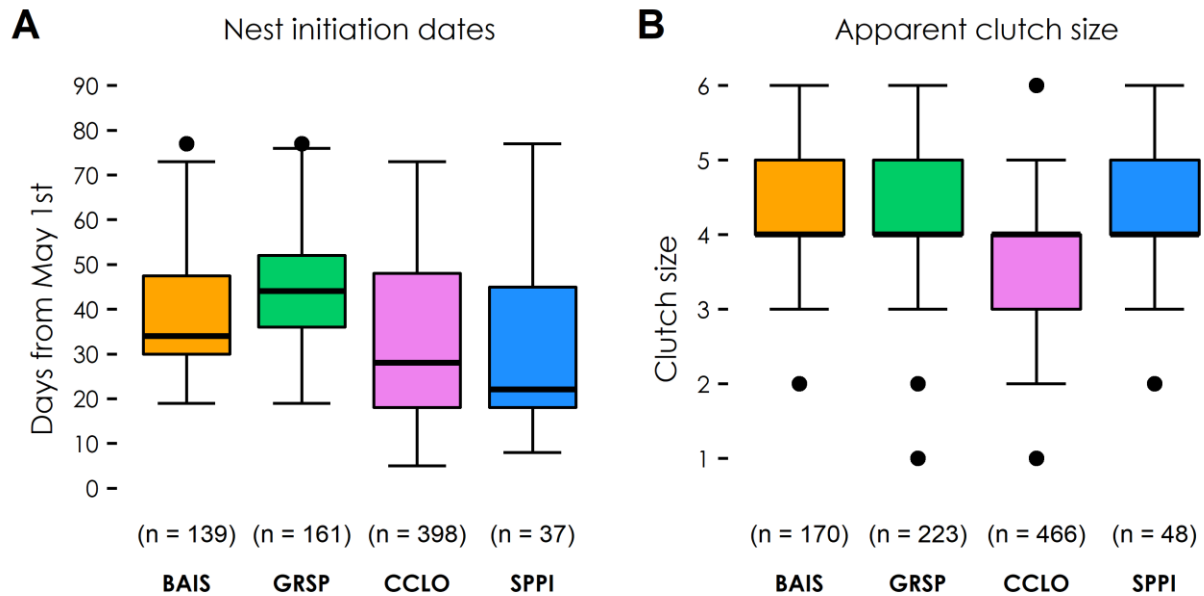 A
Nest initiation dates
Days from May 1st
90
80
70
60
50
40
30
20
10
0
(n = 139) (n = 161) (n = 398) (n = 37)
BAIS GRSP CCLO SPPI
B
Apparent clutch size
Clutch size
6
5
4
3
2
1
(n = 170) (n = 223) (n = 466) (n = 48)
BAIS GRSP CCLO SPPI